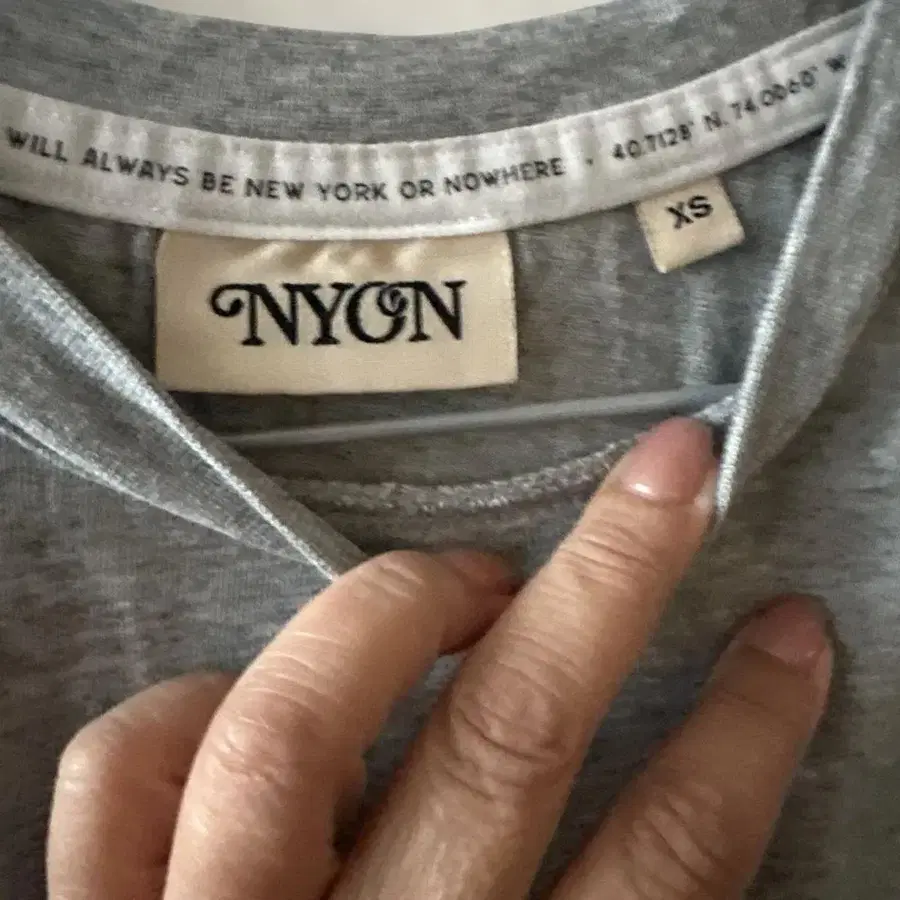 WILL ALWAYS BE NEW YORK OR NOWHERE • 40.7128° N, 74.0060° W
XS
NYON